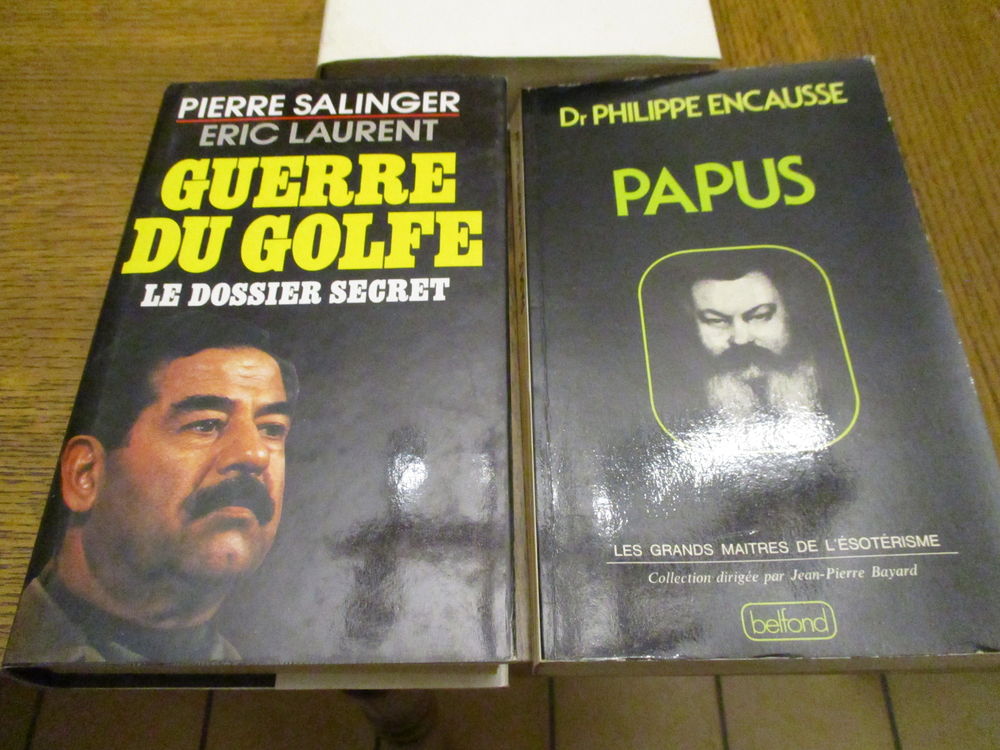 PIERRE SALINGER
ERIC LAURENT
GUERRE
DU GOLFE
LE DOSSIER SECRET
Dr PHILIPPE ENCAUSSE
PAPUS
LES GRANDS MAITRES DE L'ÉSOTÉRISME
Collection dirigée par Jean-Pierre Bayard
belfond